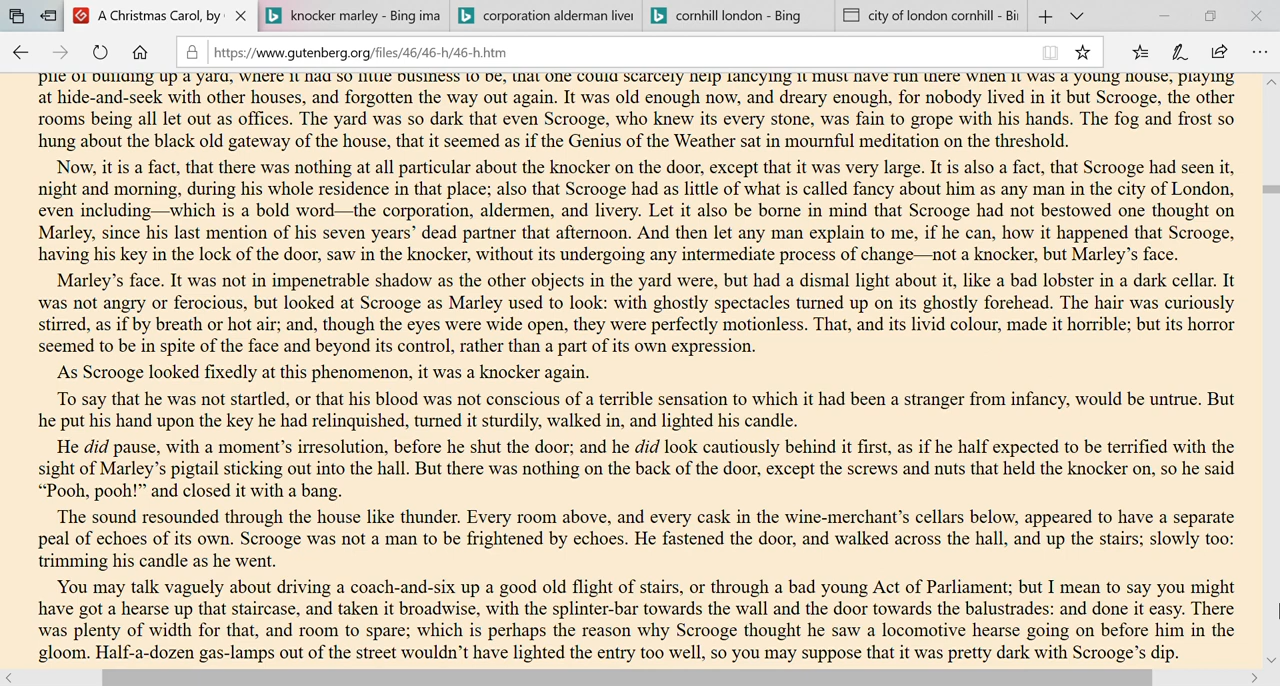 A Christmas Carol, by
knocker marley - Bing ima
corporation alderman liver
cornhill london - Bing
city of london cornhill - Bi
https://www.gutenberg.org/files/46/46-h/46-h.htm
pile of building up a yard, where it had so little business to be, that one could scarcely help fancying it must have run there when it was a young house, playing
at hide-and-seek with other houses, and forgotten the way out again. It was old enough now, and dreary enough, for nobody lived in it but Scrooge, the other
rooms being all let out as offices. The yard was so dark that even Scrooge, who knew its every stone, was fain to grope with his hands. The fog and frost so
hung about the black old gateway of the house, that it seemed as if the Genius of the Weather sat in mournful meditation on the threshold.
Now, it is a fact, that there was nothing at all particular about the knocker on the door, except that it was very large. It is also a fact, that Scrooge had seen it,
night and morning, during his whole residence in that place; also that Scrooge had as little of what is called fancy about him as any man in the city of London,
even including—which is a bold word—the corporation, aldermen, and livery. Let it also be borne in mind that Scrooge had not bestowed one thought on
Marley, since his last mention of his seven years’ dead partner that afternoon. And then let any man explain to me, if he can, how it happened that Scrooge,
having his key in the lock of the door, saw in the knocker, without its undergoing any intermediate process of change—not a knocker, but Marley’s face.
Marley’s face. It was not in impenetrable shadow as the other objects in the yard were, but had a dismal light about it, like a bad lobster in a dark cellar. It
was not angry or ferocious, but looked at Scrooge as Marley used to look: with ghostly spectacles turned up on its ghostly forehead. The hair was curiously
stirred, as if by breath or hot air; and, though the eyes were wide open, they were perfectly motionless. That, and its livid colour, made it horrible; but its horror
seemed to be in spite of the face and beyond its control, rather than a part of its own expression.
As Scrooge looked fixedly at this phenomenon, it was a knocker again.
To say that he was not startled, or that his blood was not conscious of a terrible sensation to which it had been a stranger from infancy, would be untrue. But
he put his hand upon the key he had relinquished, turned it sturdily, walked in, and lighted his candle.
He did pause, with a moment’s irresolution, before he shut the door; and he did look cautiously behind it first, as if he half expected to be terrified with the
sight of Marley’s pigtail sticking out into the hall. But there was nothing on the back of the door, except the screws and nuts that held the knocker on, so he said
“Pooh, pooh!” and closed it with a bang.
The sound resounded through the house like thunder. Every room above, and every cask in the wine-merchant’s cellars below, appeared to have a separate
peal of echoes of its own. Scrooge was not a man to be frightened by echoes. He fastened the door, and walked across the hall, and up the stairs; slowly too:
trimming his candle as he went.
You may talk vaguely about driving a coach-and-six up a good old flight of stairs, or through a bad young Act of Parliament; but I mean to say you might
have got a hearse up that staircase, and taken it broadwise, with the splinter-bar towards the wall and the door towards the balustrades: and done it easy. There
was plenty of width for that, and room to spare; which is perhaps the reason why Scrooge thought he saw a locomotive hearse going on before him in the
gloom. Half-a-dozen gas-lamps out of the street wouldn’t have lighted the entry too well, so you may suppose that it was pretty dark with Scrooge’s dip.